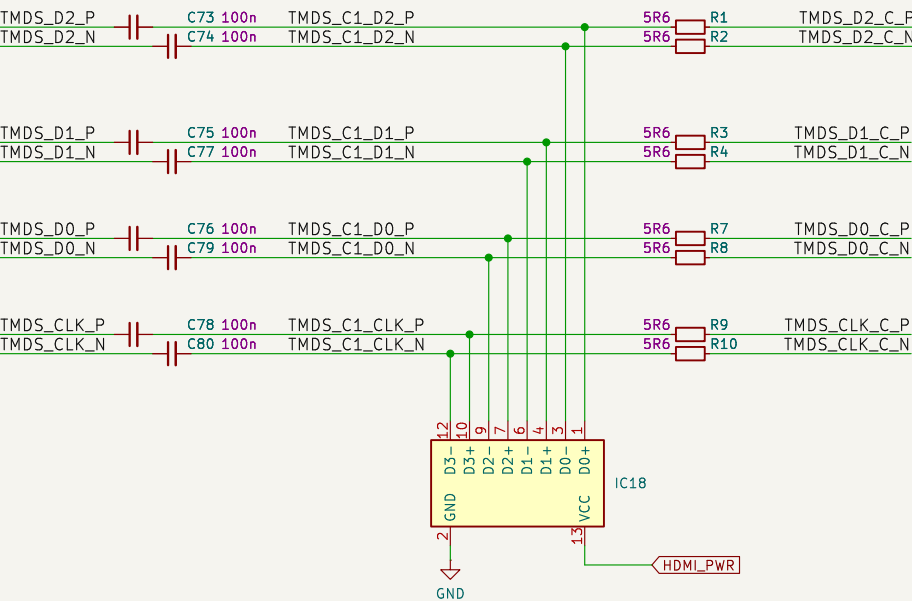 TMDS_D2_P C73 100n TMDS_C1_D2_P 5R6 R1 TMDS_D2_C_P
TMDS_D2_N C74 100n TMDS_C1_D2_N 5R6 R2 TMDS_D2_C_N
TMDS_D1_P C75 100n TMDS_C1_D1_P 5R6 R3 TMDS_D1_C_P
TMDS_D1_N C77 100n TMDS_C1_D1_N 5R6 R4 TMDS_D1_C_N
TMDS_D0_P C76 100n TMDS_C1_D0_P 5R6 R7 TMDS_D0_C_P
TMDS_D0_N C79 100n TMDS_C1_D0_N 5R6 R8 TMDS_D0_C_N
TMDS_CLK_P C78 100n TMDS_C1_CLK_P 5R6 R9 TMDS_CLK_C_P
TMDS_CLK_N C80 100n TMDS_C1_CLK_N 5R6 R10 TMDS_CLK_C_N
12 10 9 7 6 4 3 1
D3- D3+ D2- D2+ D1- D1+ D0- D0+
IC18
GND VCC
2 13
HDMI_PWR
GND